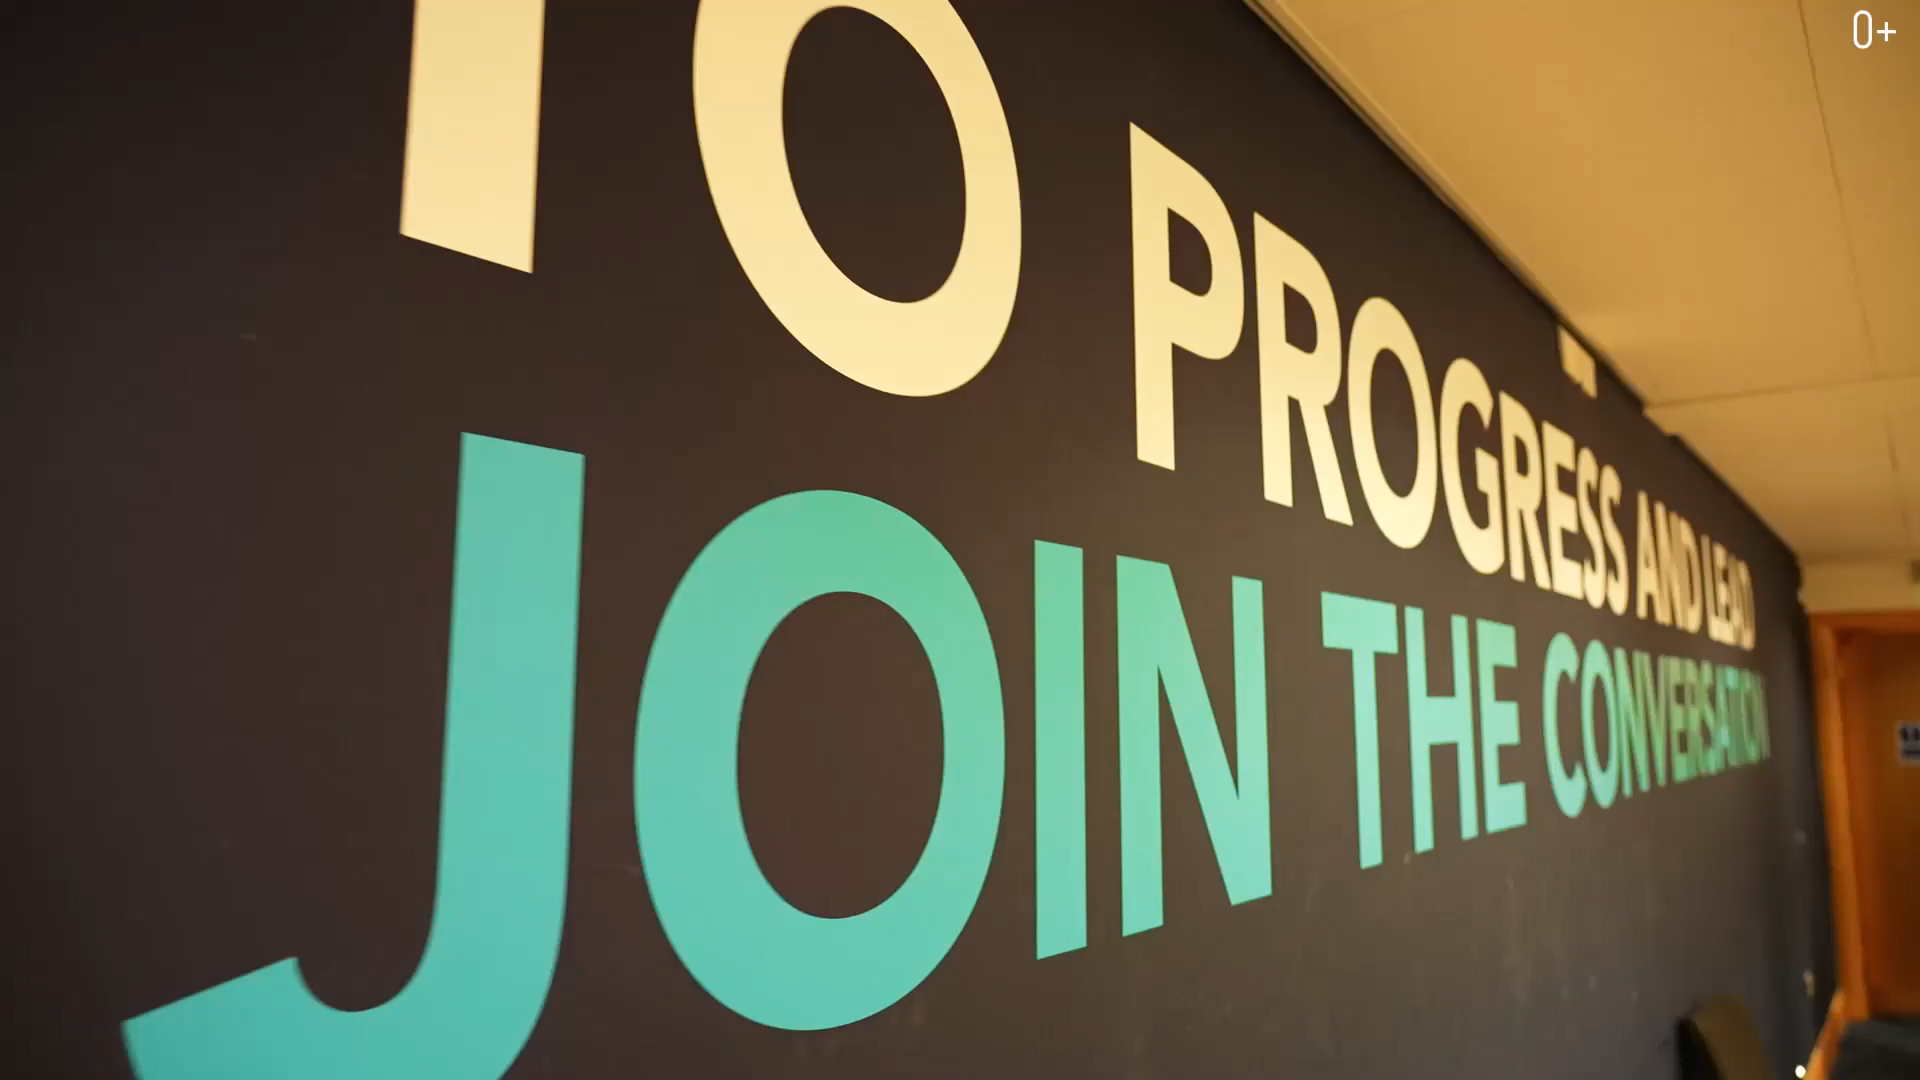 0+
TO PROGRESS AND LEAD
JOIN THE CONVERSATION